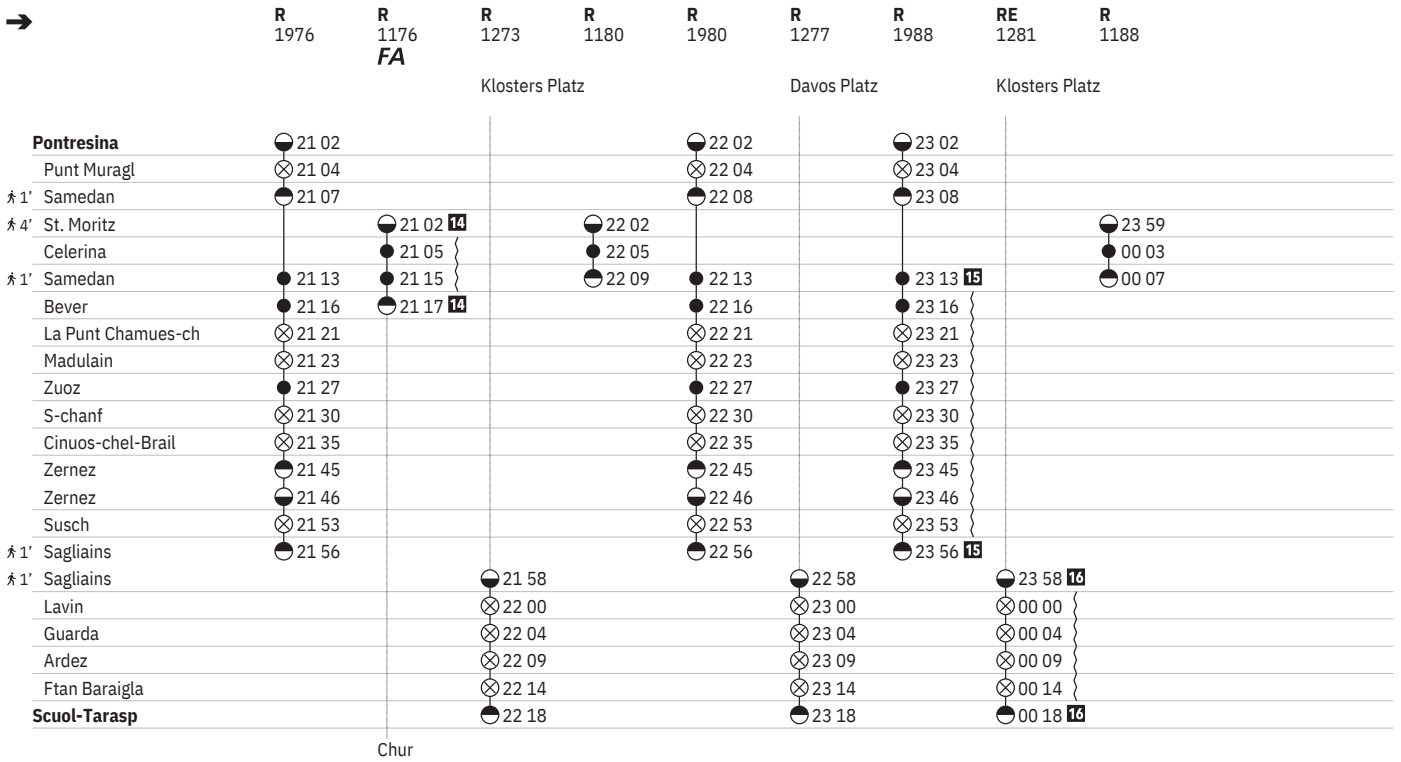 ➔ R R R R R R R RE R
1976 1176 1273 1180 1980 1277 1988 1281 1188
FA
Klosters Platz Davos Platz Klosters Platz
Pontresina 21 02 22 02 23 02
Punt Muragl 21 04 22 04 23 04
1’ Samedan 21 07 22 08 23 08
4’ St. Moritz 21 02 14 22 02 23 59
Celerina 21 05 22 05 00 03
1’ Samedan 21 13 21 15 22 09 22 13 23 13 15 00 07
Bever 21 16 21 17 14 22 16 23 16
La Punt Chamues-ch 21 21 22 21 23 21
Madulain 21 23 22 23 23 23
Zuoz 21 27 22 27 23 27
S-chanf 21 30 22 30 23 30
Cinuos-chel-Brail 21 35 22 35 23 35
Zernez 21 45 22 45 23 45
Zernez 21 46 22 46 23 46
Susch 21 53 22 53 23 53
1’ Sagliains 21 56 22 56 23 56 15
1’ Sagliains 21 58 22 58 23 58 16
Lavin 22 00 23 00 00 00
Guarda 22 04 23 04 00 04
Ardez 22 09 23 09 00 09
Ftan Baraigla 22 14 23 14 00 14
Scuol-Tarasp 22 18 23 18 00 18 16
Chur